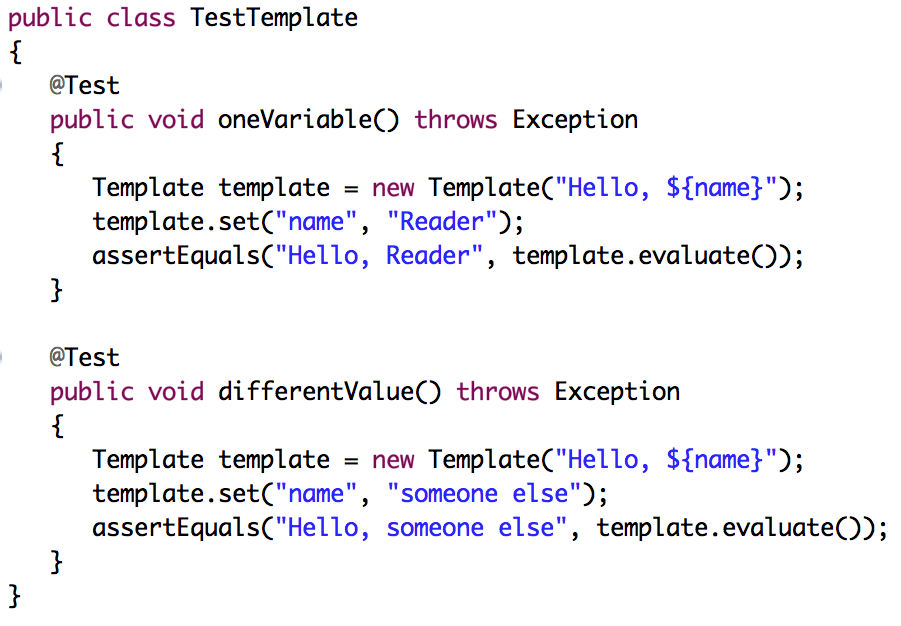 public class TestTemplate
{
@Test
public void oneVariable() throws Exception
{
Template template = new Template("Hello, ${name}");
template.set("name", "Reader");
assertEquals("Hello, Reader", template.evaluate());
}
@Test
public void differentValue() throws Exception
{
Template template = new Template("Hello, ${name}");
template.set("name", "someone else");
assertEquals("Hello, someone else", template.evaluate());
}
}